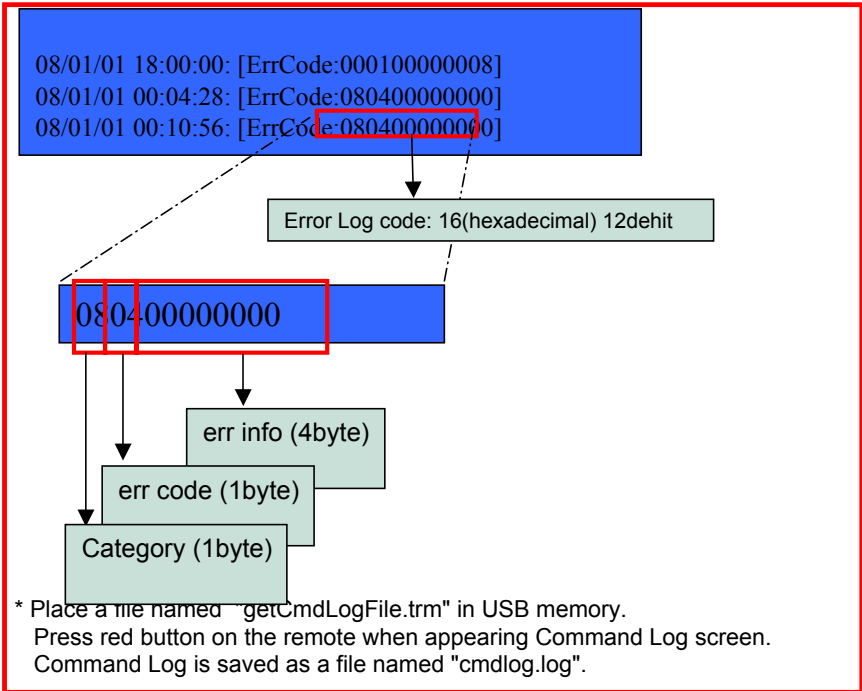 08/01/01 18:00:00: [ErrCode:000100000008]
08/01/01 00:04:28: [ErrCode:080400000000]
08/01/01 00:10:56: [ErrCode:080400000000]
Error Log code: 16(hexadecimal) 12dehit
080400000000
err info (4byte)
err code (1byte)
Category (1byte)
* Place a file named "getCmdLogFile.trm" in USB memory.
Press red button on the remote when appearing Command Log screen.
Command Log is saved as a file named "cmdlog.log".